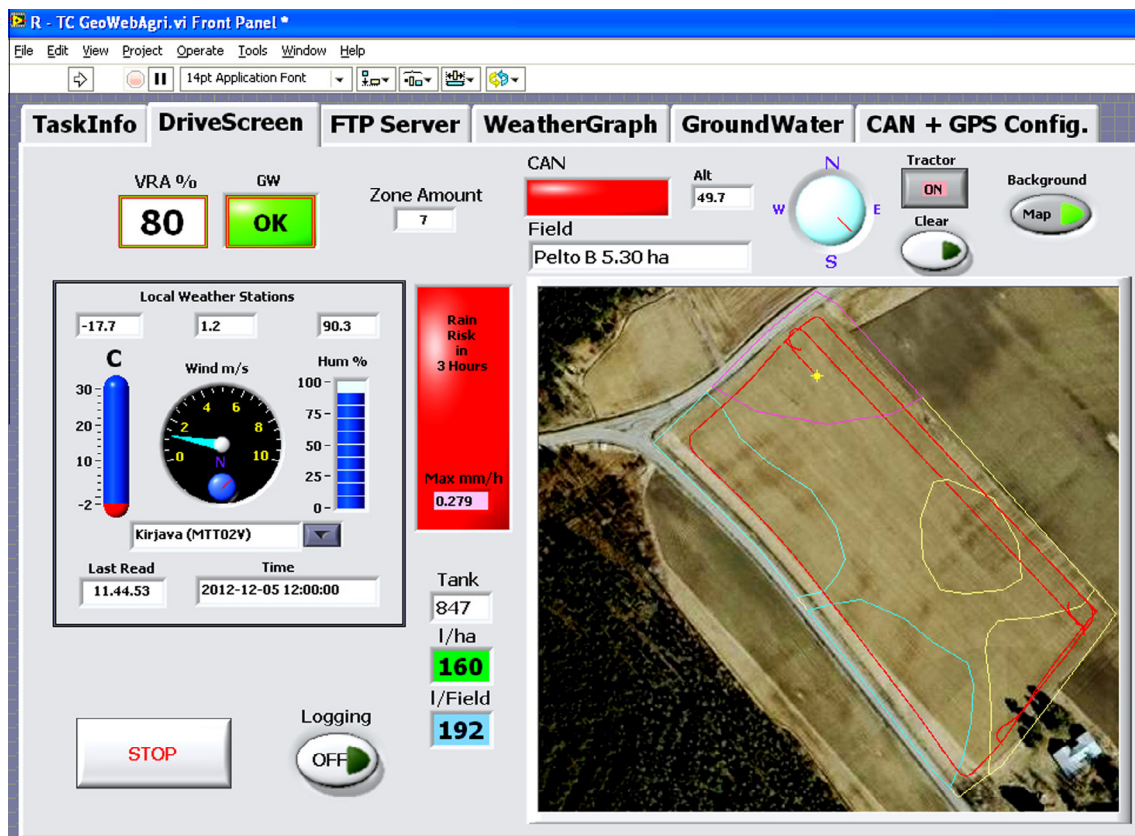 R - TC GeoWebAgri.vi Front Panel *
File Edit View Project Operate Tools Window Help
14pt Application Font
TaskInfo DriveScreen FTP Server WeatherGraph GroundWater CAN + GPS Config.
VRA %
80
GW
OK
Zone Amount
7
CAN
Field
Pelto B 5.30 ha
Alt
49.7
N
W E
S
Tractor
ON
Clear
Background
Map
Local Weather Stations
-17.7 1.2 90.3
C
30
20
10
-2
Wind m/s
0 2 4 6 8 10
N
Hum %
100
75
50
25
0
Kirjava (MTT02V)
Last Read
11.44.53
Time
2012-12-05 12:00:00
Rain
Risk
in
3 Hours
Max mm/h
0.279
Tank
847
l/ha
160
l/Field
192
STOP
Logging
OFF